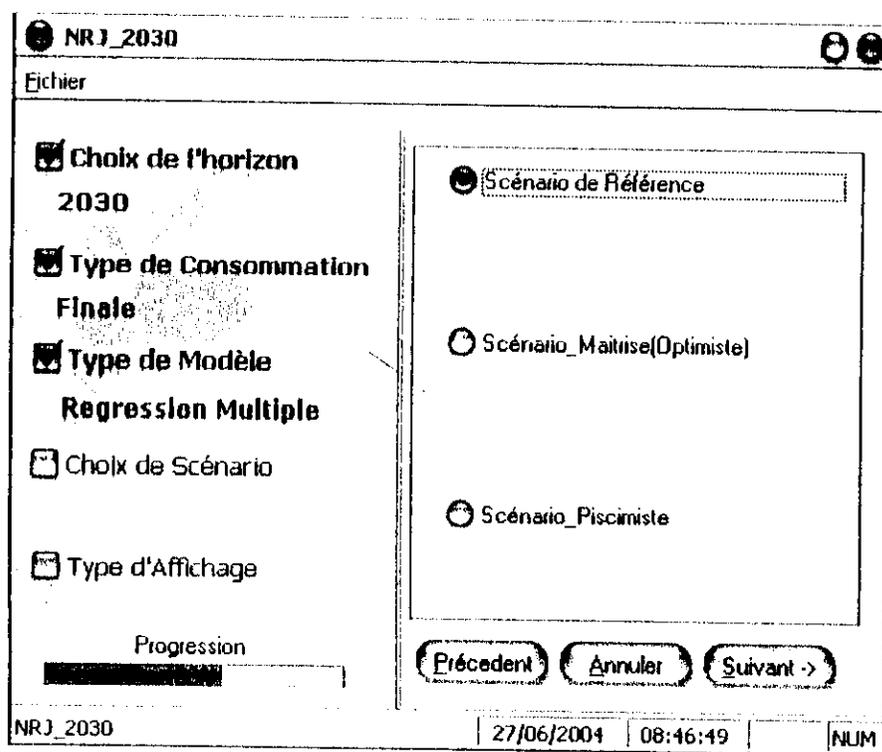 NRJ_2030
Fichier
Choix de l'horizon
2030
Type de Consommation
Finale
Type de Modèle
Regression Multiple
Choix de Scénario
Type d'Affichage
Progression
Scénario de Référence
Scénario_Maitrise(Optimiste)
Scénario_Piscimiste
Précedent
Annuler
Suivant ->
NRJ_2030
27/06/2004
08:46:49
NUM